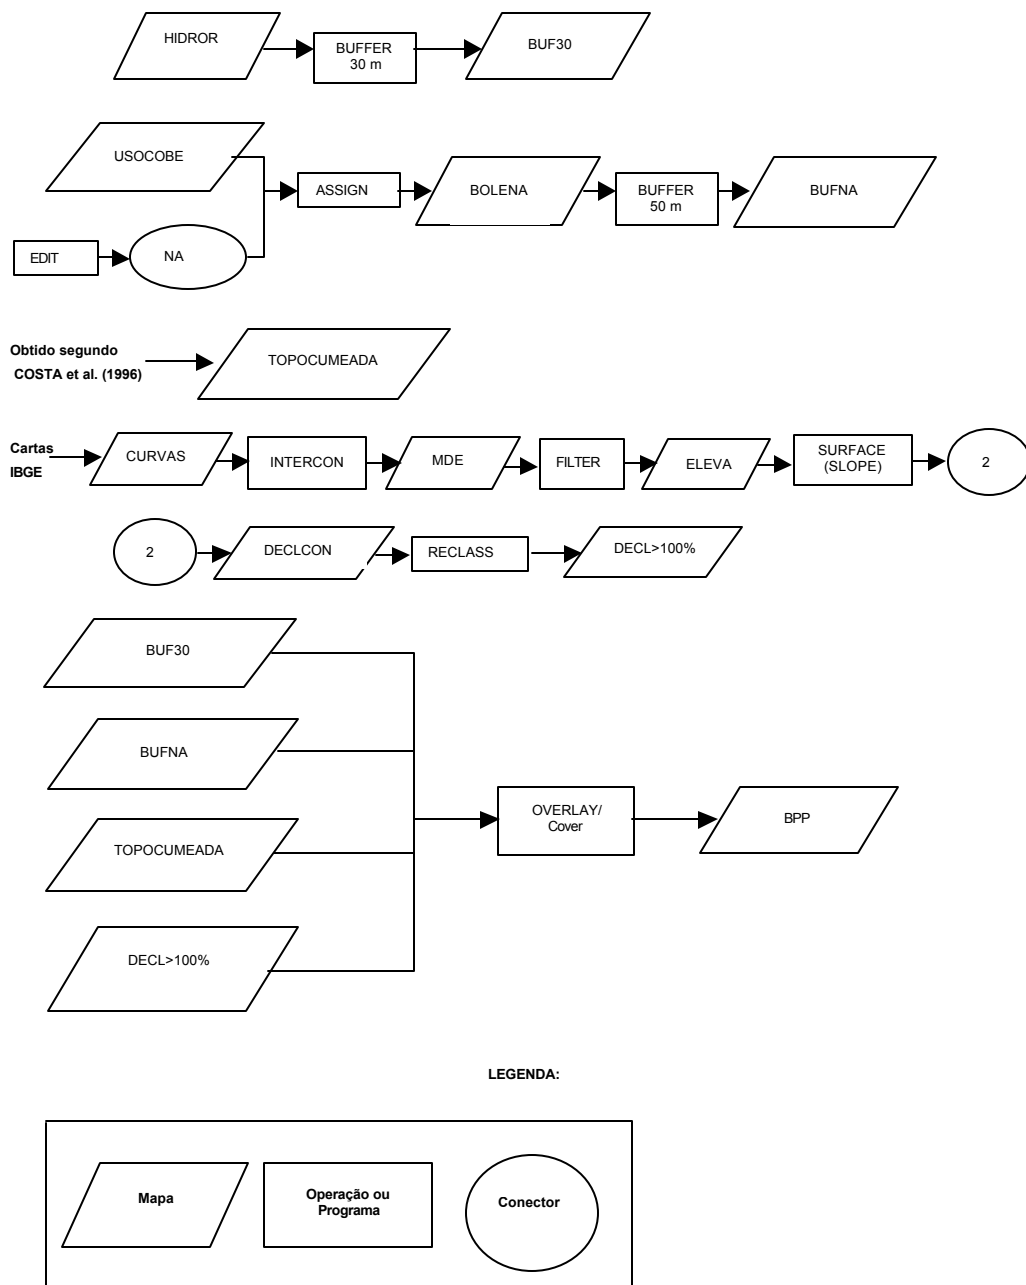 HIDROR
BUFFER
30 m
BUF30
USOCOBE
ASSIGN
BOLENA
BUFFER
50 m
BUFNA
EDIT
NA
Obtido segundo
COSTA et al. (1996)
TOPOCUMEADA
Cartas
IBGE
CURVAS
INTERCON
MDE
FILTER
ELEVA
SURFACE
(SLOPE)
2
2
DECLCON
RECLASS
DECL>100%
BUF30
BUFNA
TOPOCUMEADA
DECL>100%
OVERLAY/
Cover
BPP
LEGENDA:
Mapa
Operação ou
Programa
Conector